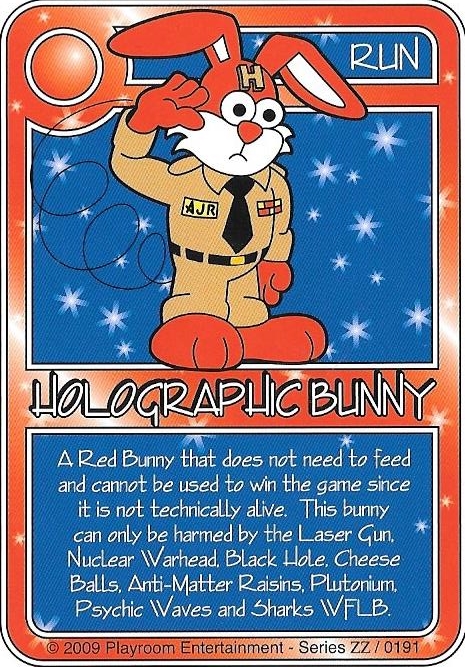 RUN
H
AJR
HOLOGRAPHIC BUNNY
A Red Bunny that does not need to feed
and cannot be used to win the game since
it is not technically alive. This bunny
can only be harmed by the Laser Gun,
Nuclear Warhead, Black Hole, Cheese
Balls, Anti-Matter Raisins, Plutonium,
Psychic Waves and Sharks WFLB.
© 2009 Playroom Entertainment - Series ZZ / 0191